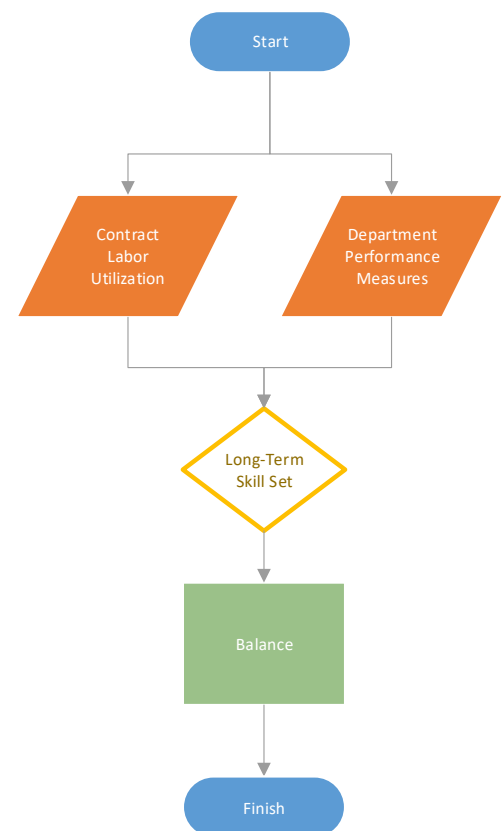 Start
Contract
Labor
Utilization
Department
Performance
Measures
Long-Term
Skill Set
Balance
Finish